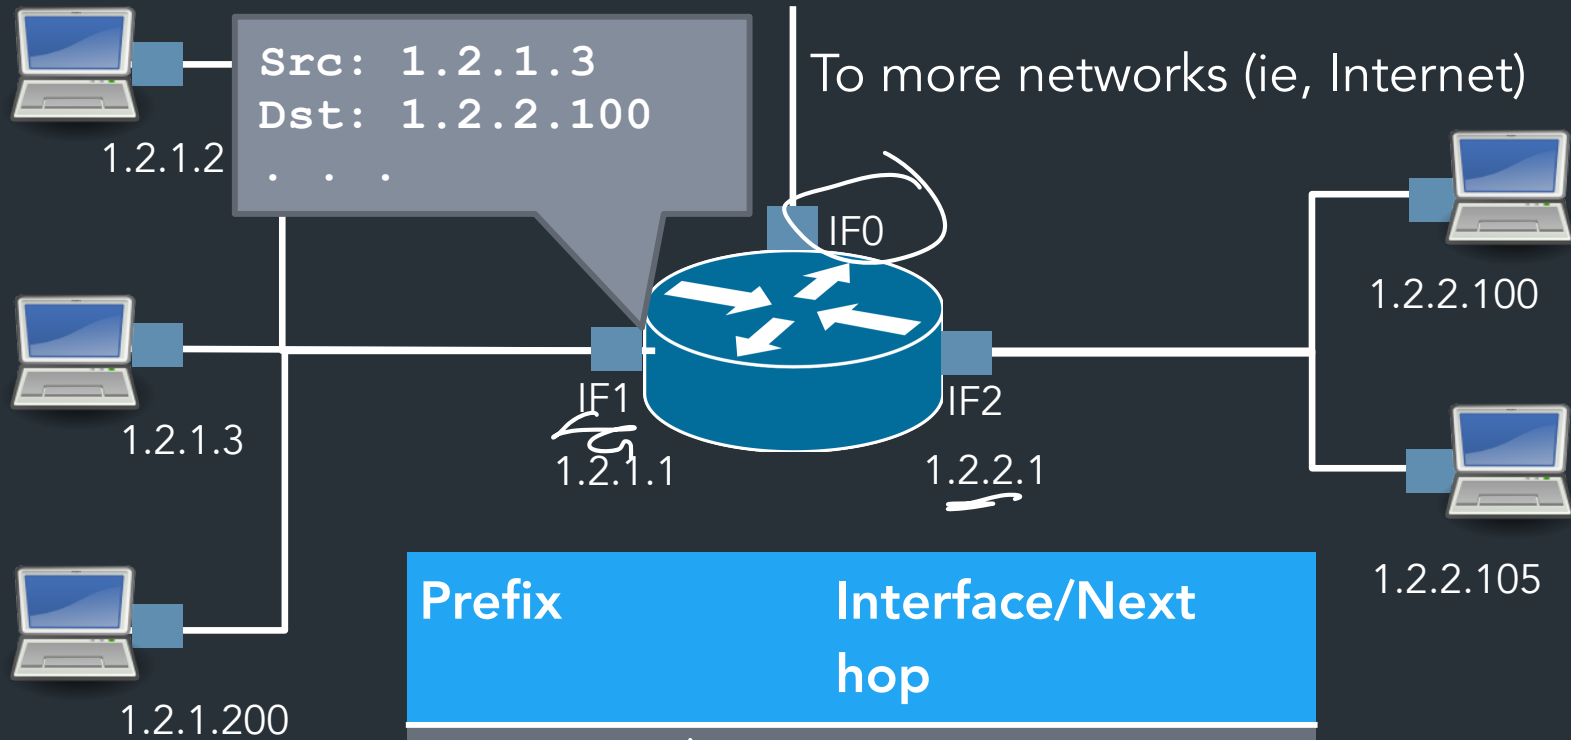 Src: 1.2.1.3
Dst: 1.2.2.100
. . .
To more networks (ie, Internet)
1.2.1.2
IF0
1.2.2.100
IF1
IF2
1.2.1.3
1.2.1.1
1.2.2.1
1.2.2.105
Prefix
Interface/Next
hop
1.2.1.200